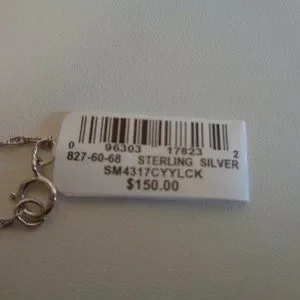 0 96303 17823 2
827-60-68 STERLING SILVER
SM4317CYYLCK
$150.00